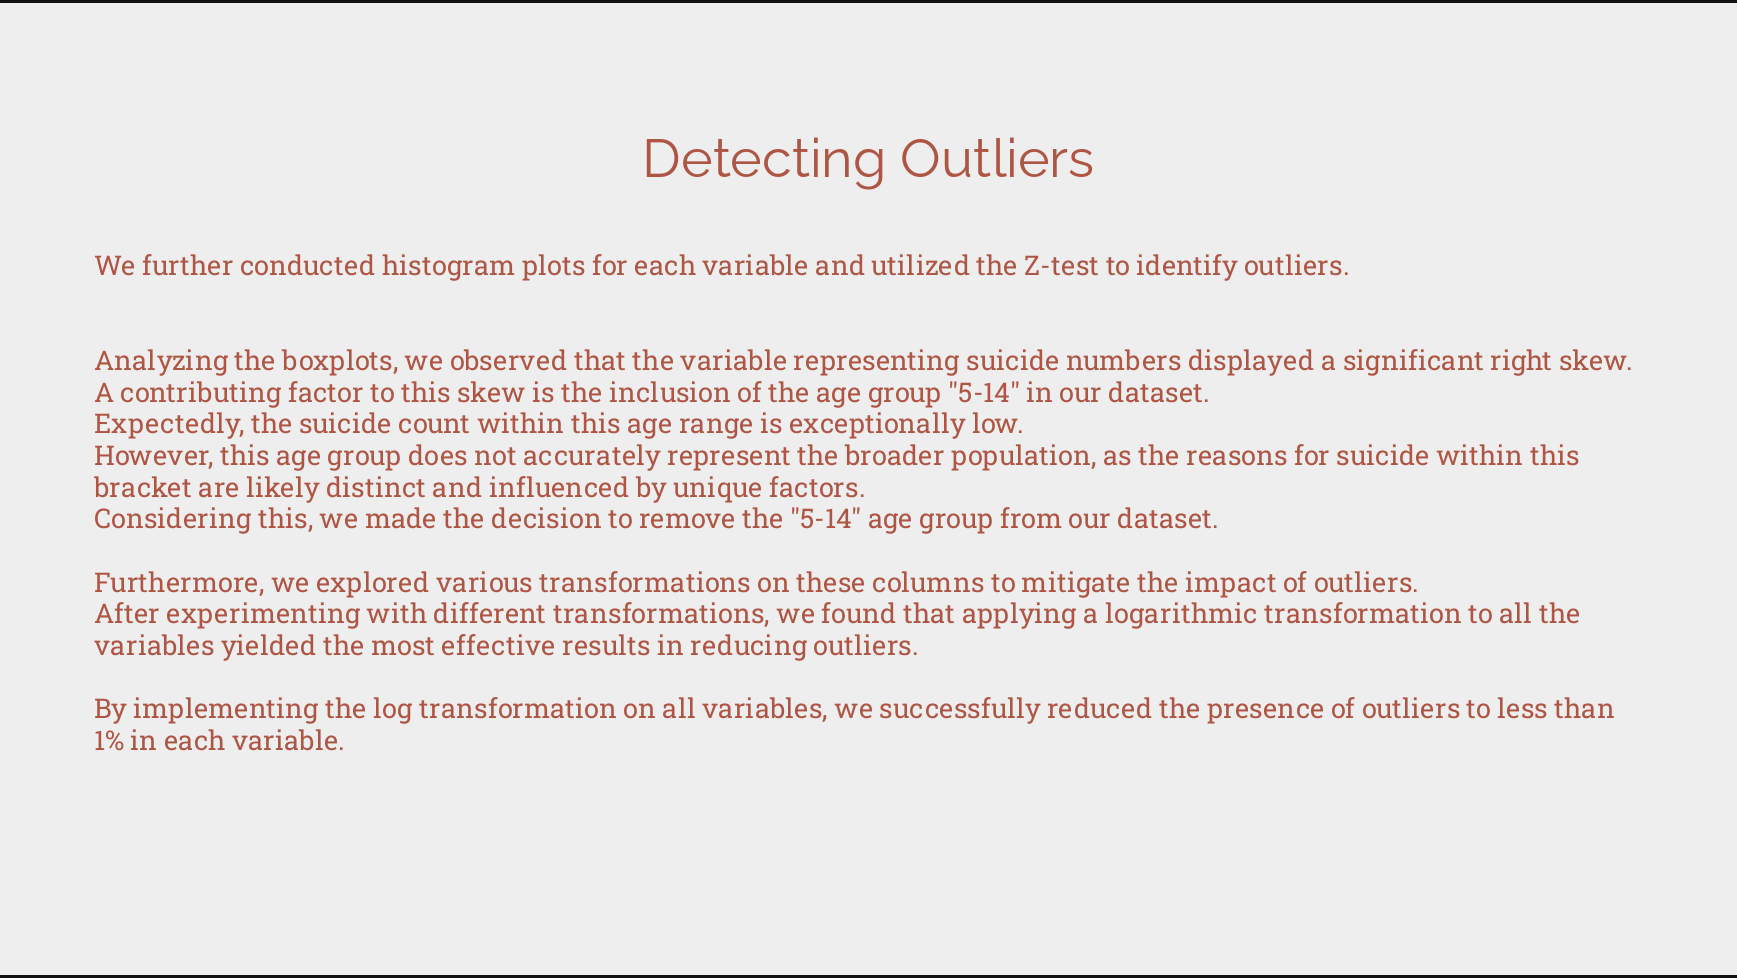 Detecting Outliers
We further conducted histogram plots for each variable and utilized the Z-test to identify outliers.
Analyzing the boxplots, we observed that the variable representing suicide numbers displayed a significant right skew.
A contributing factor to this skew is the inclusion of the age group "5-14" in our dataset.
Expectedly, the suicide count within this age range is exceptionally low.
However, this age group does not accurately represent the broader population, as the reasons for suicide within this
bracket are likely distinct and influenced by unique factors.
Considering this, we made the decision to remove the "5-14" age group from our dataset.
Furthermore, we explored various transformations on these columns to mitigate the impact of outliers.
After experimenting with different transformations, we found that applying a logarithmic transformation to all the
variables yielded the most effective results in reducing outliers.
By implementing the log transformation on all variables, we successfully reduced the presence of outliers to less than
1% in each variable.